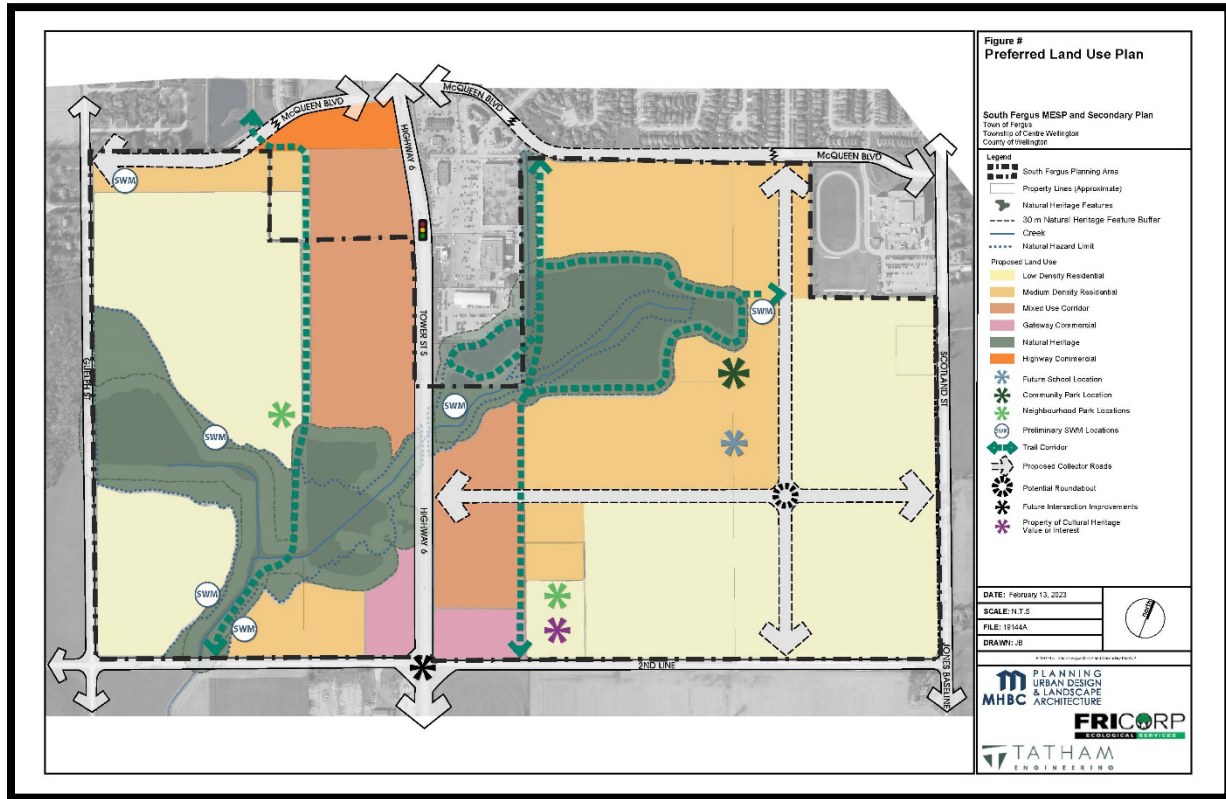 Figure #
Preferred Land Use Plan
South Fergus MESP and Secondary Plan
Town of Fergus
Township of Centre Wellington
County of Wellington
Legend
South Fergus Planning Area
Property Lines (Approximate)
Natural Heritage Features
30 m Natural Heritage Feature Buffer
Creek
Natural Hazard Limit
Proposed Land Use
Low Density Residential
Medium Density Residential
Mixed Use Corridor
Gateway Commercial
Natural Heritage
Highway Commercial
Future School Location
Community Park Location
Neighbourhood Park Locations
SWM
Preliminary SWM Locations
Trail Corridor
Proposed Collector Roads
Potential Roundabout
Future Intersection Improvements
Property of Cultural Heritage
Value or Interest
DATE: February 13, 2023
SCALE: N.T.S
FILE: 19144A
DRAWN: JB
NORTH
MHBC
PLANNING
URBAN DESIGN
& LANDSCAPE
ARCHITECTURE
FRICORP
ECOLOGICAL SERVICES
TATHAM
ENGINEERING
McQUEEN BLVD
McQUEEN BLVD
McQUEEN BLVD
HIGHWAY 6
TOWER ST S
HIGHWAY 6
GUELPH ST
SCOTLAND ST
JONES BASELINE
2ND LINE
SWM
SWM
SWM
SWM
SWM
SWM